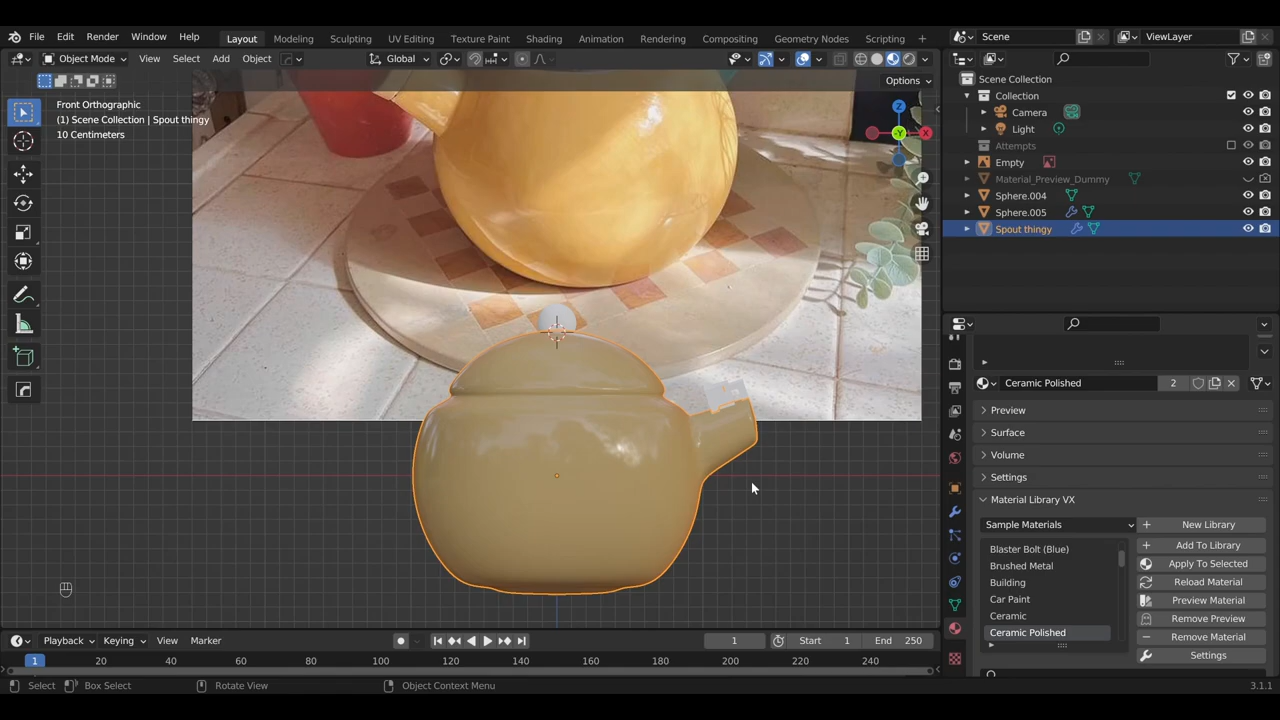 File Edit Render Window Help Layout Modeling Sculpting UV Editing Texture Paint Shading Animation Rendering Compositing Geometry Nodes Scripting + Scene ViewLayer
Object Mode View Select Add Object Global
Options
Front Orthographic
(1) Scene Collection | Spout thingy
10 Centimeters
Z
Y
X
Scene Collection
Collection
Camera
Light
Attempts
Empty
Material_Preview_Dummy
Sphere.004
Sphere.005
Spout thingy
Ceramic Polished 2
Preview
Surface
Volume
Settings
Material Library VX
Sample Materials New Library
Blaster Bolt (Blue) Add To Library
Brushed Metal Apply To Selected
Building Reload Material
Car Paint Preview Material
Ceramic Remove Preview
Ceramic Polished Remove Material
Settings
Playback Keying View Marker 1 Start 1 End 250
1 20 40 60 80 100 120 140 160 180 200 220 240
Select Box Select Rotate View Object Context Menu 3.1.1